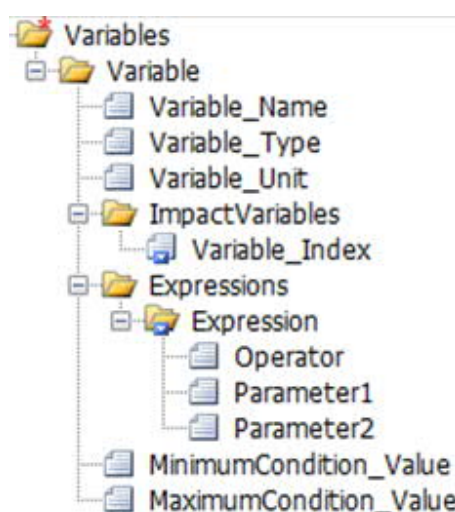 Variables
Variable
Variable_Name
Variable_Type
Variable_Unit
ImpactVariables
Variable_Index
Expressions
Expression
Operator
Parameter1
Parameter2
MinimumCondition_Value
MaximumCondition_Value